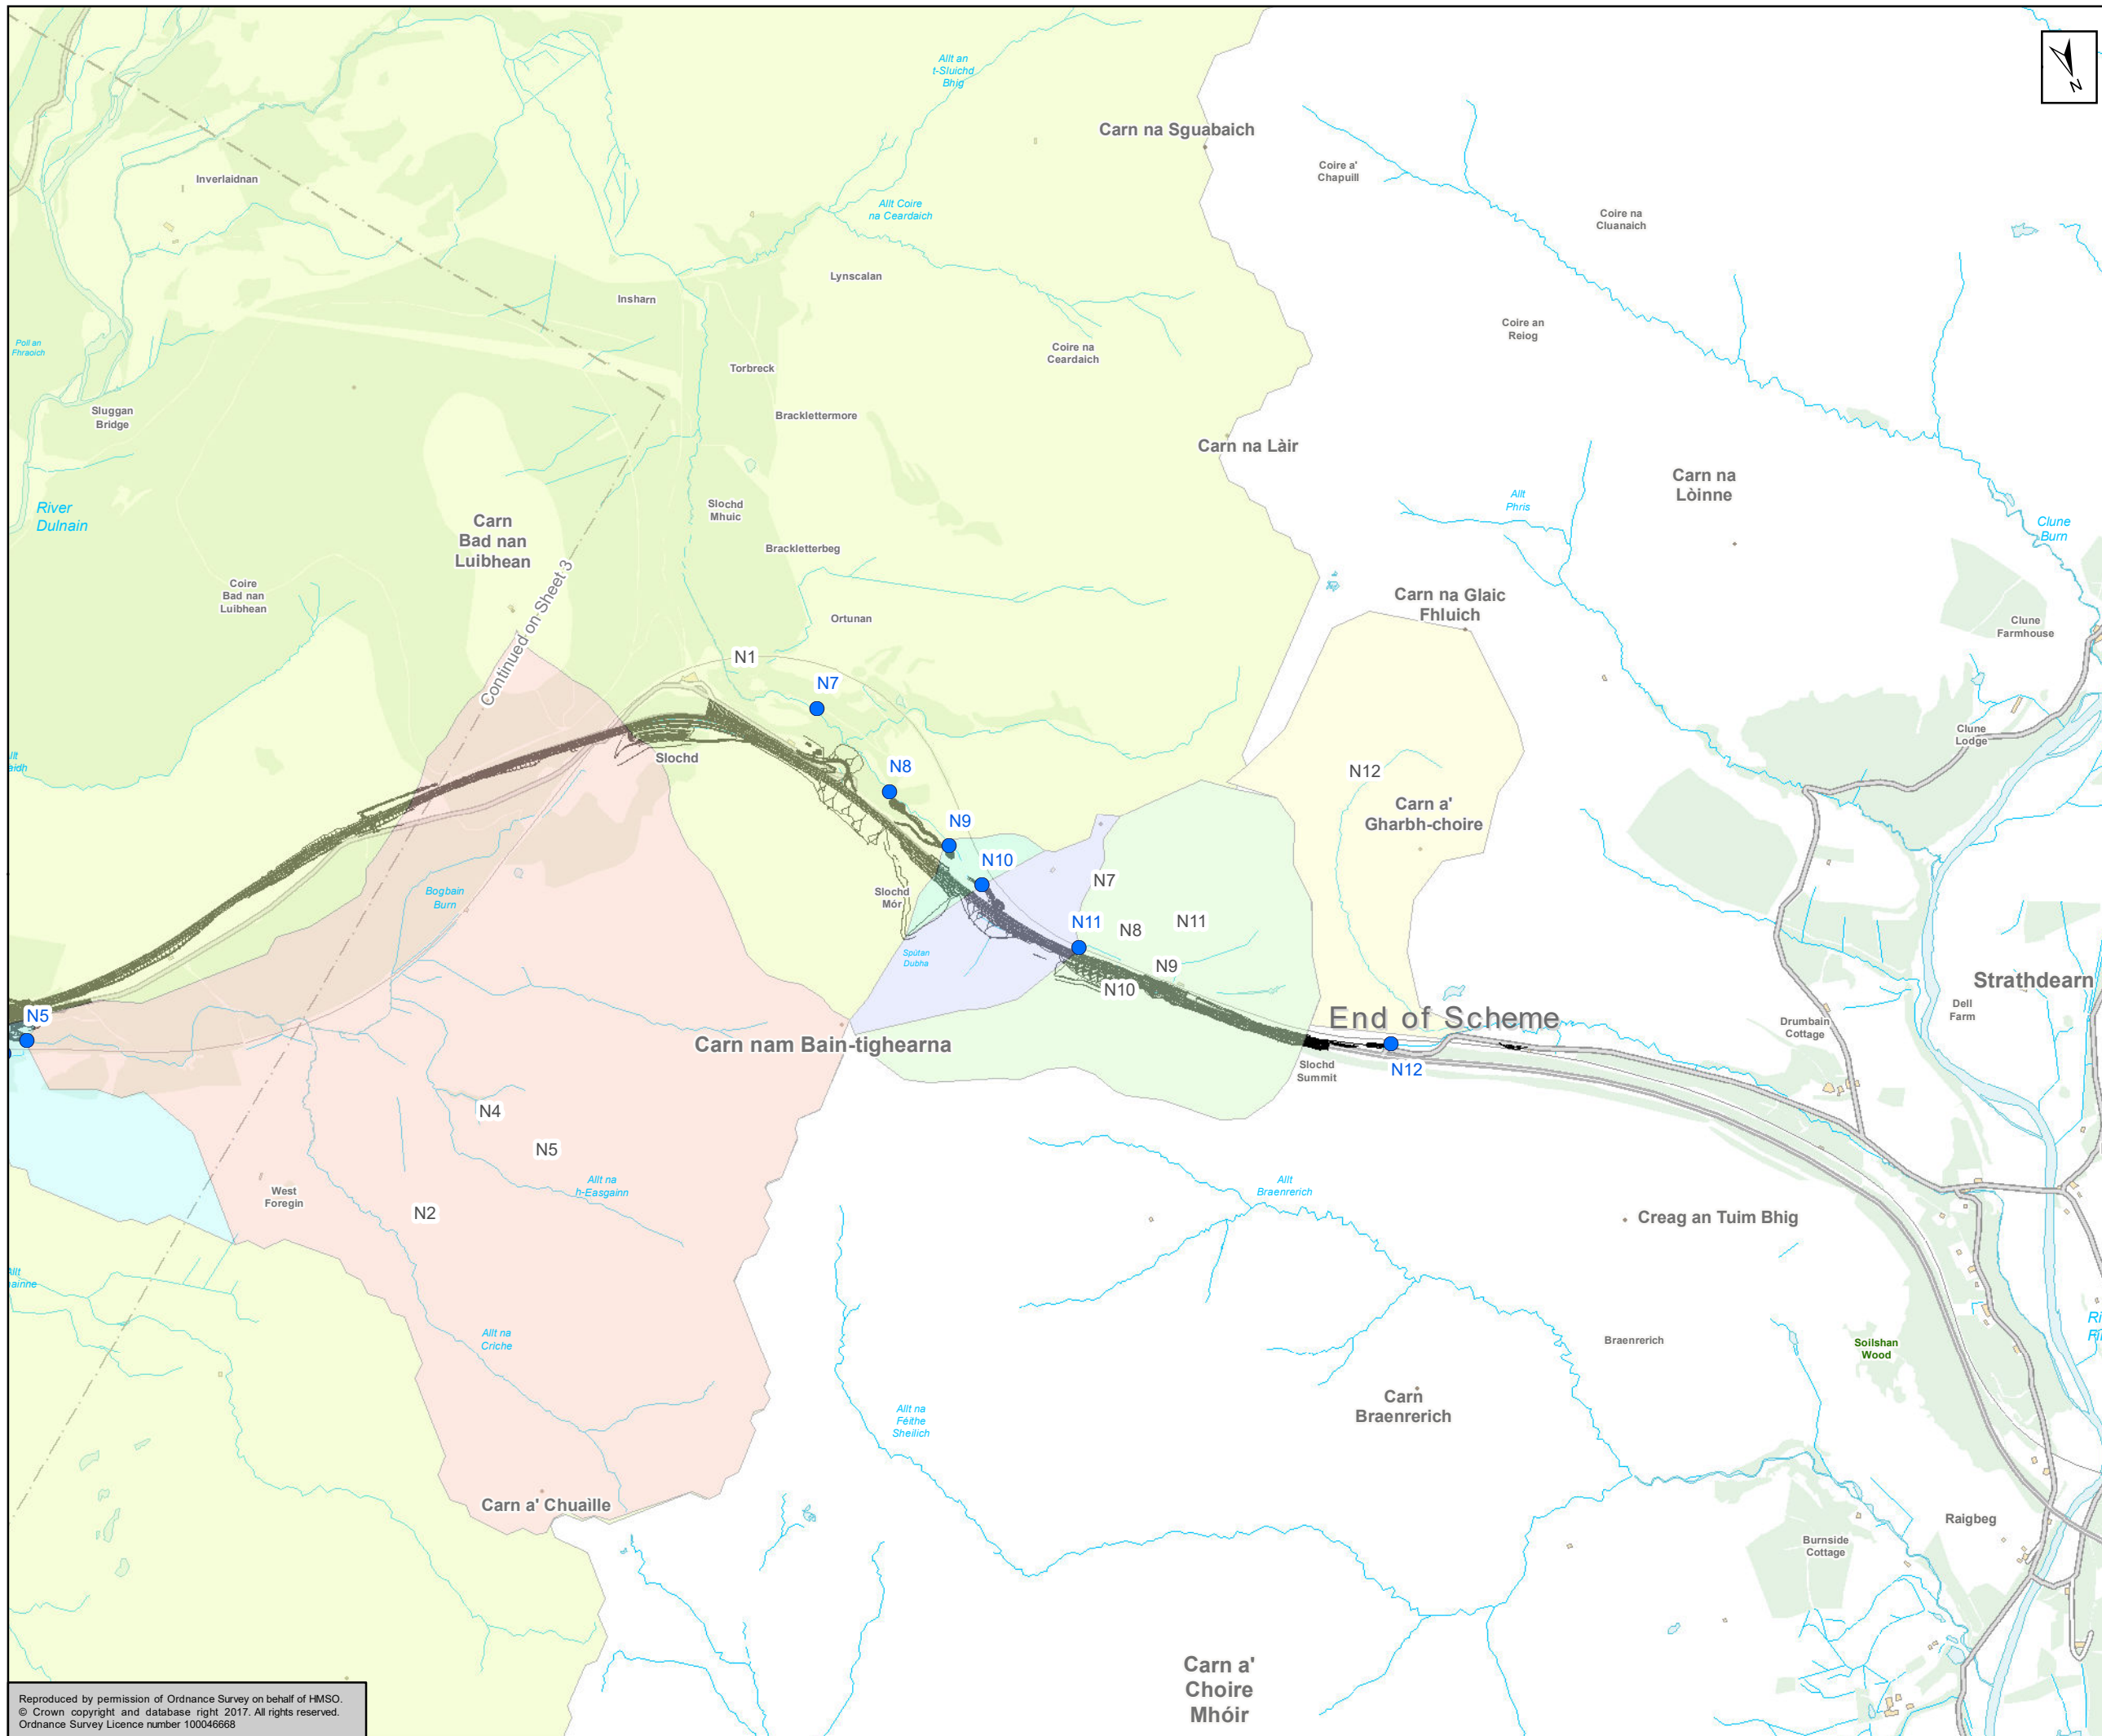 Allt an
t-Sluichd
Bhig
N
Carn na Sguabaich
Coire a'
Chapuill
Inverlaidnan
Allt Coire
na Ceardaich
Coire na
Cluanaich
Lynscalan
Insharn
Coire an
Reiog
Poll an
Fhraoich
Coire na
Ceardaich
Torbreck
Sluggan
Bridge
Bracklettermore
Carn na Làir
Carn na
Lòinne
River
Dulnain
Slochd
Mhuic
Allt
Phris
Carn
Bad nan
Luibhean
Clune
Burn
Brackletterbeg
Continued on Sheet 3
Coire
Bad nan
Luibhean
Carn na Glaic
Fhluich
Ortunan
Clune
Farmhouse
N1
N7
Clune
Lodge
Slochd
N8
N12
Carn a'
Gharbh-choire
N9
N10
N7
Bogbain
Burn
Slochd
Mór
N11
N8
N11
Spùtan
Dubha
N9
N10
Strathdearn
Dell
Farm
N5
End of Scheme
Drumbain
Cottage
Carn nam Bain-tighearna
Slochd
Summit
N12
N4
N5
Allt na
h-Easgainn
West
Foregin
N2
Allt
Braenrerich
Creag an Tuim Bhig
Allt
Allt na
Criche
Braenrerich
Soilshan
Wood
Carn
Braenrerich
Allt na
Féithe
Sheilich
Carn a' Chuaille
Raigbeg
Burnside
Cottage
Carn a'
Choire
Mhóir
Reproduced by permission of Ordnance Survey on behalf of HMSO.
© Crown copyright and database right 2017. All rights reserved.
Ordnance Survey Licence number 100046668